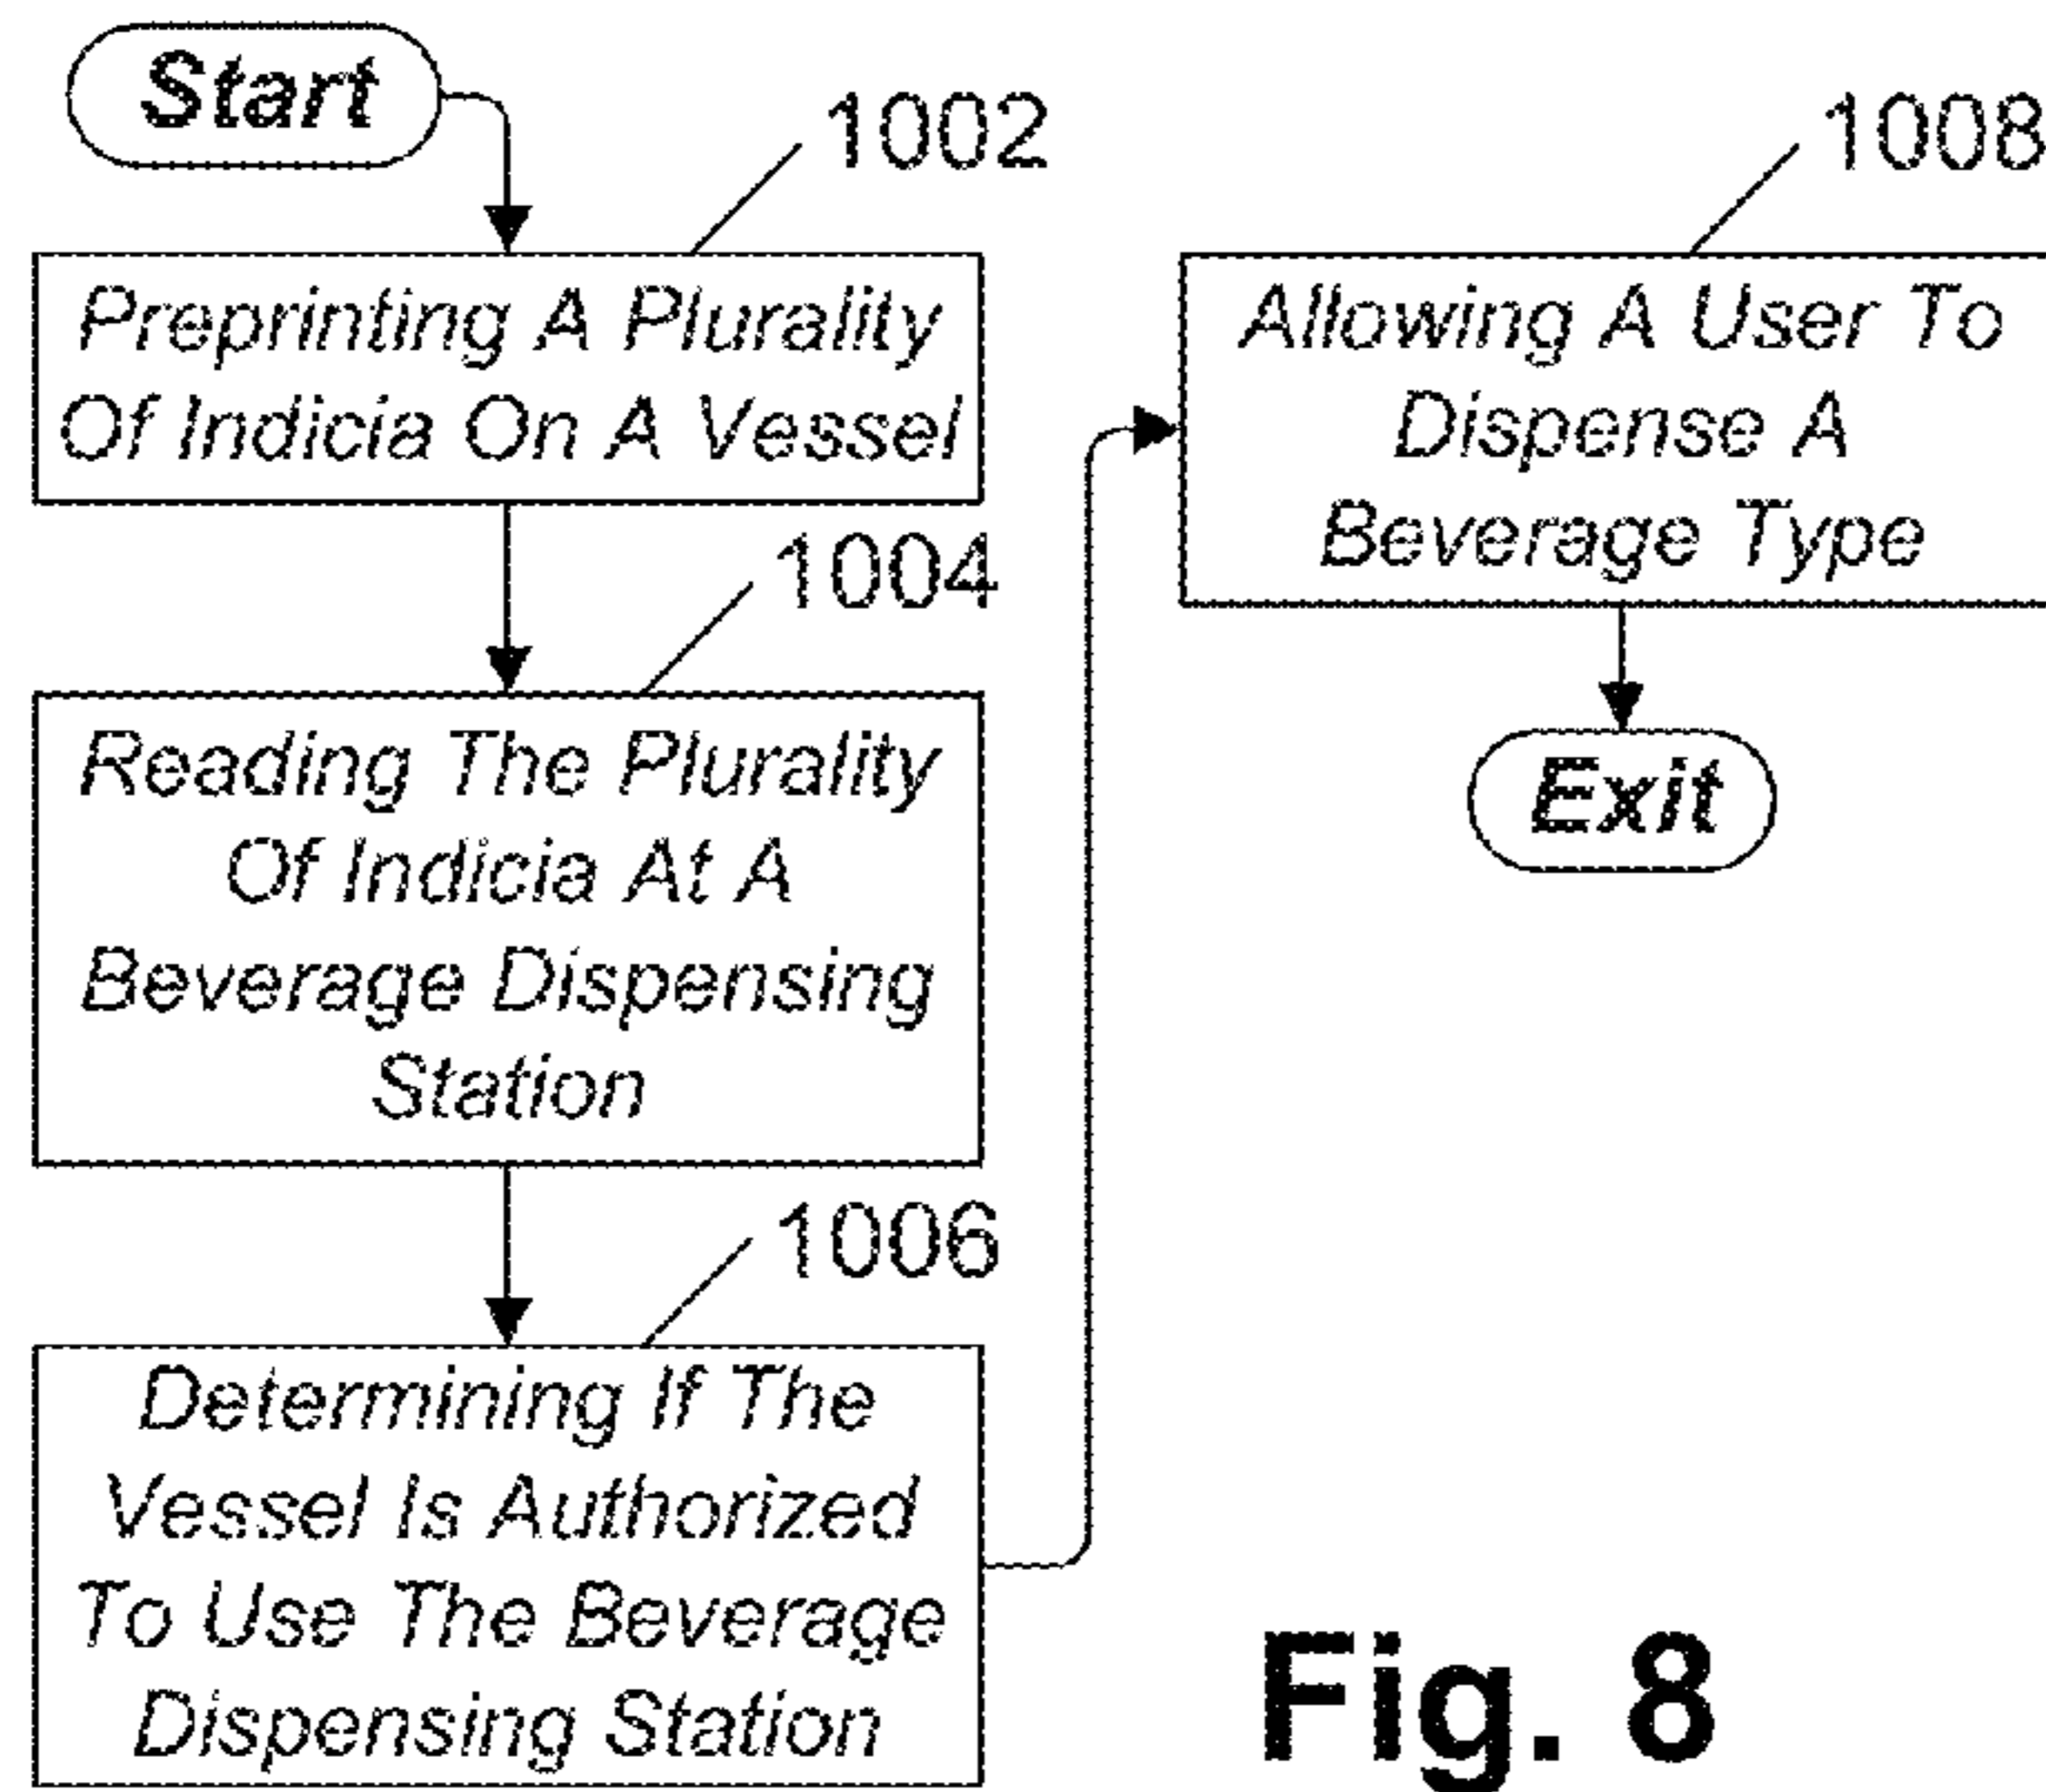 Start
1002
Preprinting A Plurality
Of Indicia On A Vessel
1004
Reading The Plurality
Of Indicia At A
Beverage Dispensing
Station
1006
Determining If The
Vessel Is Authorized
To Use The Beverage
Dispensing Station
1008
Allowing A User To
Dispense A
Beverage Type
Exit
Fig. 8